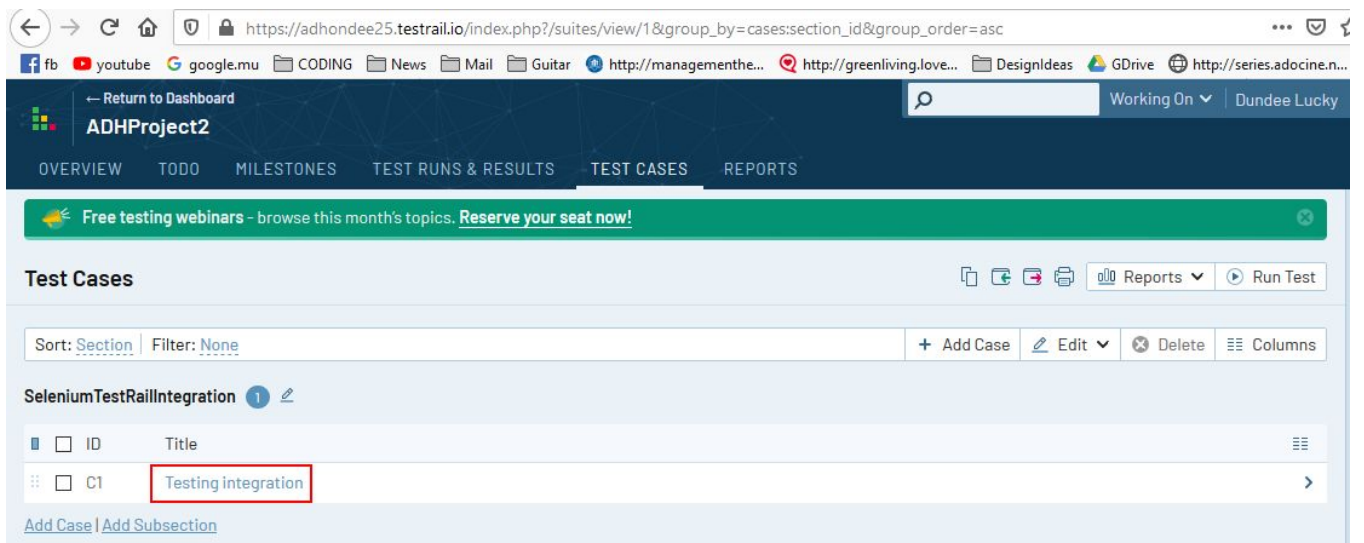 https://adhondee25.testrail.io/index.php?/suites/view/1&group_by=cases:section_id&group_order=asc
fb youtube google.mu CODING News Mail Guitar http://managementhe... http://greenliving.love... DesignIdeas GDrive http://series.adocine.n...
← Return to Dashboard
Working On Dundee Lucky
ADHProject2
OVERVIEW TODO MILESTONES TEST RUNS & RESULTS TEST CASES REPORTS
Free testing webinars - browse this month's topics. Reserve your seat now!
Test Cases Reports Run Test
Sort: Section | Filter: None + Add Case Edit Delete Columns
SeleniumTestRailIntegration 1
ID Title
C1 Testing integration
Add Case | Add Subsection